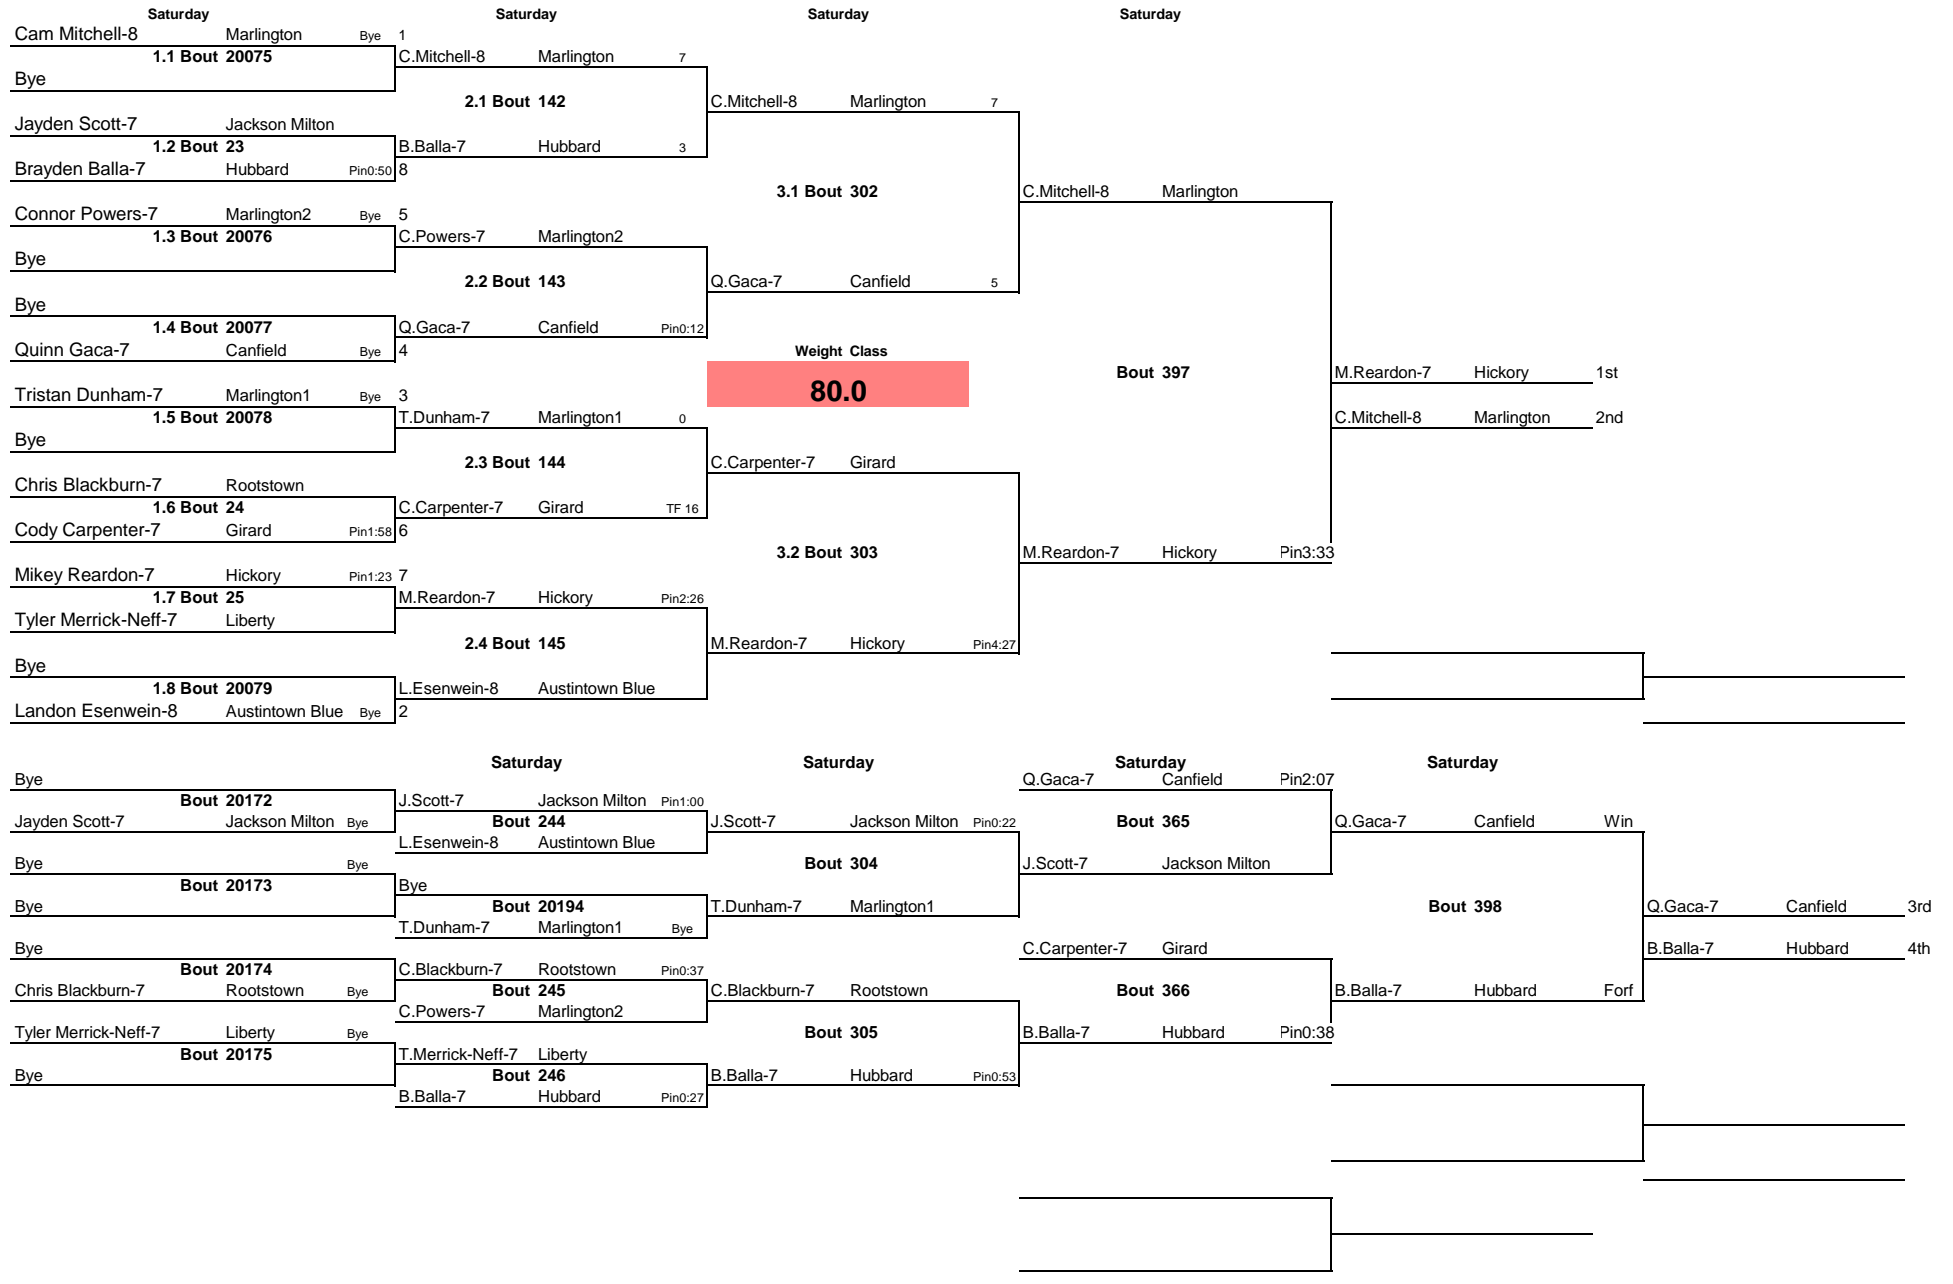 Saturday Saturday Saturday Saturday
Cam Mitchell-8 Marlington Bye 1
1.1 Bout 20075 C.Mitchell-8 Marlington 7
Bye
2.1 Bout 142 C.Mitchell-8 Marlington 7
Jayden Scott-7 Jackson Milton
1.2 Bout 23 B.Balla-7 Hubbard 3
Brayden Balla-7 Hubbard Pin0:50 8
3.1 Bout 302 C.Mitchell-8 Marlington
Connor Powers-7 Marlington2 Bye 5
1.3 Bout 20076 C.Powers-7 Marlington2
Bye
2.2 Bout 143 Q.Gaca-7 Canfield 5
Bye
1.4 Bout 20077 Q.Gaca-7 Canfield Pin0:12
Quinn Gaca-7 Canfield Bye 4 Weight Class
Bout 397 M.Reardon-7 Hickory 1st
Tristan Dunham-7 Marlington1 Bye 3 80.0
1.5 Bout 20078 T.Dunham-7 Marlington1 0 C.Mitchell-8 Marlington 2nd
Bye
2.3 Bout 144 C.Carpenter-7 Girard
Chris Blackburn-7 Rootstown
1.6 Bout 24 C.Carpenter-7 Girard TF 16
Cody Carpenter-7 Girard Pin1:58 6
3.2 Bout 303 M.Reardon-7 Hickory Pin3:33
Mikey Reardon-7 Hickory Pin1:23 7
1.7 Bout 25 M.Reardon-7 Hickory Pin2:26
Tyler Merrick-Neff-7 Liberty
2.4 Bout 145 M.Reardon-7 Hickory Pin4:27
Bye
1.8 Bout 20079 L.Esenwein-8 Austintown Blue
Landon Esenwein-8 Austintown Blue Bye 2
Saturday Saturday Saturday Saturday
Bye Q.Gaca-7 Canfield Pin2:07
Bout 20172 J.Scott-7 Jackson Milton Pin1:00
Jayden Scott-7 Jackson Milton Bye Bout 244 J.Scott-7 Jackson Milton Pin0:22 Bout 365 Q.Gaca-7 Canfield Win
L.Esenwein-8 Austintown Blue
Bye Bye Bout 304 J.Scott-7 Jackson Milton
Bout 20173 Bye
Bye Bout 20194 T.Dunham-7 Marlington1 Bout 398 Q.Gaca-7 Canfield 3rd
T.Dunham-7 Marlington1 Bye
Bye C.Carpenter-7 Girard B.Balla-7 Hubbard 4th
Bout 20174 C.Blackburn-7 Rootstown Pin0:37
Chris Blackburn-7 Rootstown Bye Bout 245 C.Blackburn-7 Rootstown Bout 366 B.Balla-7 Hubbard Forf
C.Powers-7 Marlington2
Tyler Merrick-Neff-7 Liberty Bye Bout 305 B.Balla-7 Hubbard Pin0:38
Bout 20175 T.Merrick-Neff-7 Liberty
Bye Bout 246 B.Balla-7 Hubbard Pin0:53
B.Balla-7 Hubbard Pin0:27